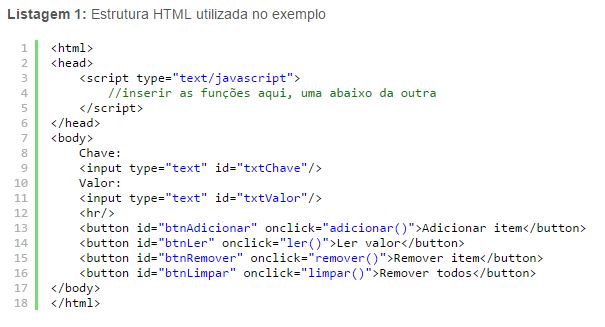 Listagem 1: Estrutura HTML utilizada no exemplo
1 <html>
2 <head>
3     <script type="text/javascript">
4         //inserir as funções aqui, uma abaixo da outra
5     </script>
6 </head>
7 <body>
8     Chave:
9     <input type="text" id="txtChave"/>
10     Valor:
11     <input type="text" id="txtValor"/>
12     <hr/>
13     <button id="btnAdicionar" onclick="adicionar()">Adicionar item</button>
14     <button id="btnLer" onclick="ler()">Ler valor</button>
15     <button id="btnRemover" onclick="remover()">Remover item</button>
16     <button id="btnLimpar" onclick="limpar()">Remover todos</button>
17 </body>
18 </html>